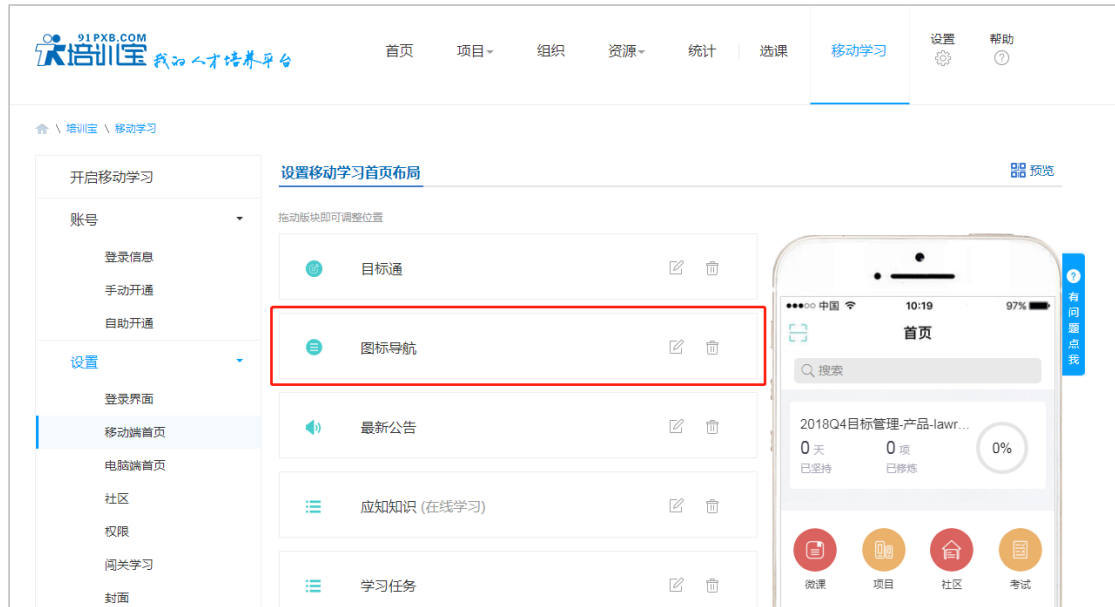 91PXB.COM
培训宝 我的人才培养平台
首页 项目 组织 资源 统计 选课 移动学习 设置 帮助
\ 培训宝 \ 移动学习
开启移动学习
账号
登录信息
手动开通
自助开通
设置
登录界面
移动端首页
电脑端首页
社区
权限
闯关学习
封面
设置移动学习首页布局
预览
拖动版块即可调整位置
目标通
图标导航
最新公告
应知知识 (在线学习)
学习任务
中国 10:19 97%
首页
搜索
2018Q4目标管理-产品-lawr...
0 天 0 项 0%
已坚持 已修炼
微课 项目 社区 考试
?
有问题点我